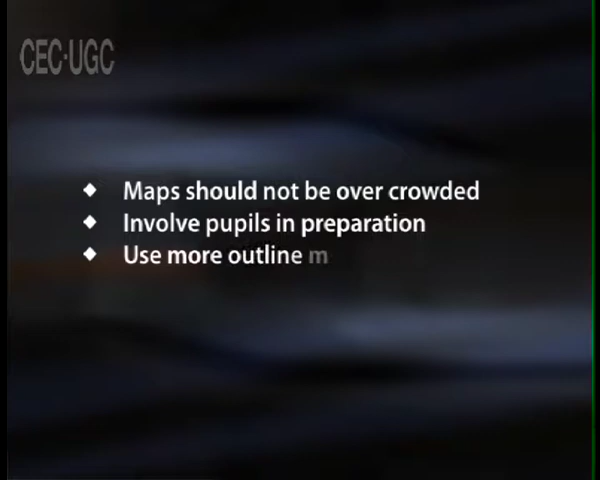 CEC-UGC
Maps should not be over crowded
Involve pupils in preparation
Use more outline m